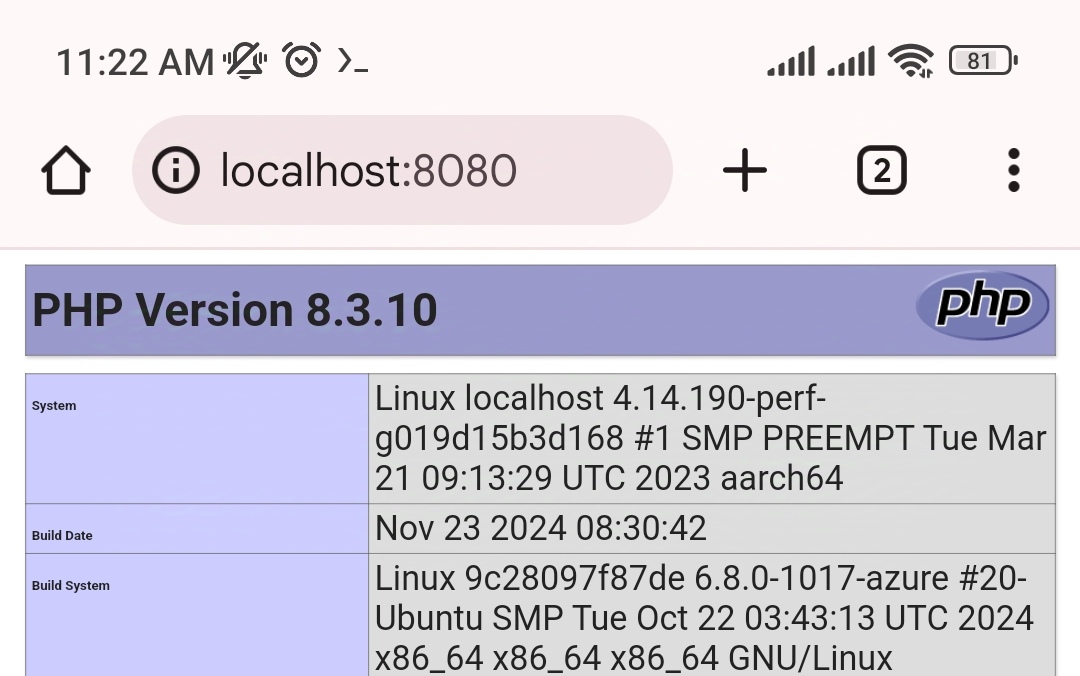 11:22 AM
81
localhost:8080
2
PHP Version 8.3.10
php
System
Linux localhost 4.14.190-perf-
g019d15b3d168 #1 SMP PREEMPT Tue Mar
21 09:13:29 UTC 2023 aarch64
Build Date
Nov 23 2024 08:30:42
Build System
Linux 9c28097f87de 6.8.0-1017-azure #20-
Ubuntu SMP Tue Oct 22 03:43:13 UTC 2024
x86_64 x86_64 x86_64 GNU/Linux